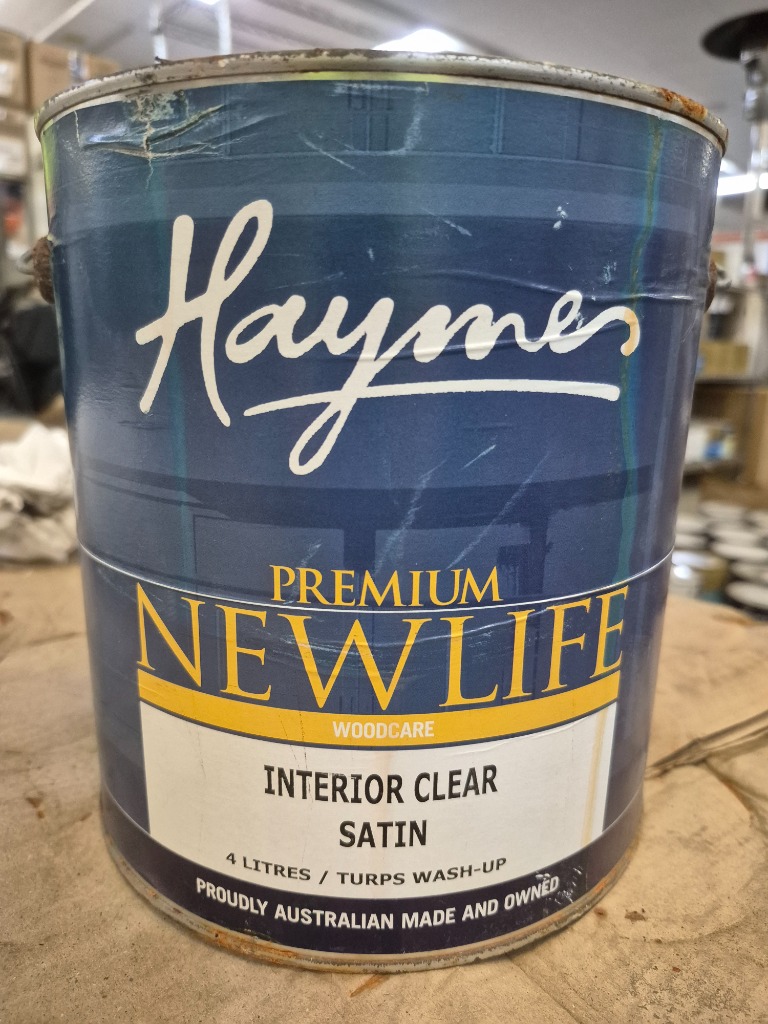 Haymes
PREMIUM
NEWLIFE
WOODCARE
INTERIOR CLEAR
SATIN
4 LITRES / TURPS WASH-UP
PROUDLY AUSTRALIAN MADE AND OWNED